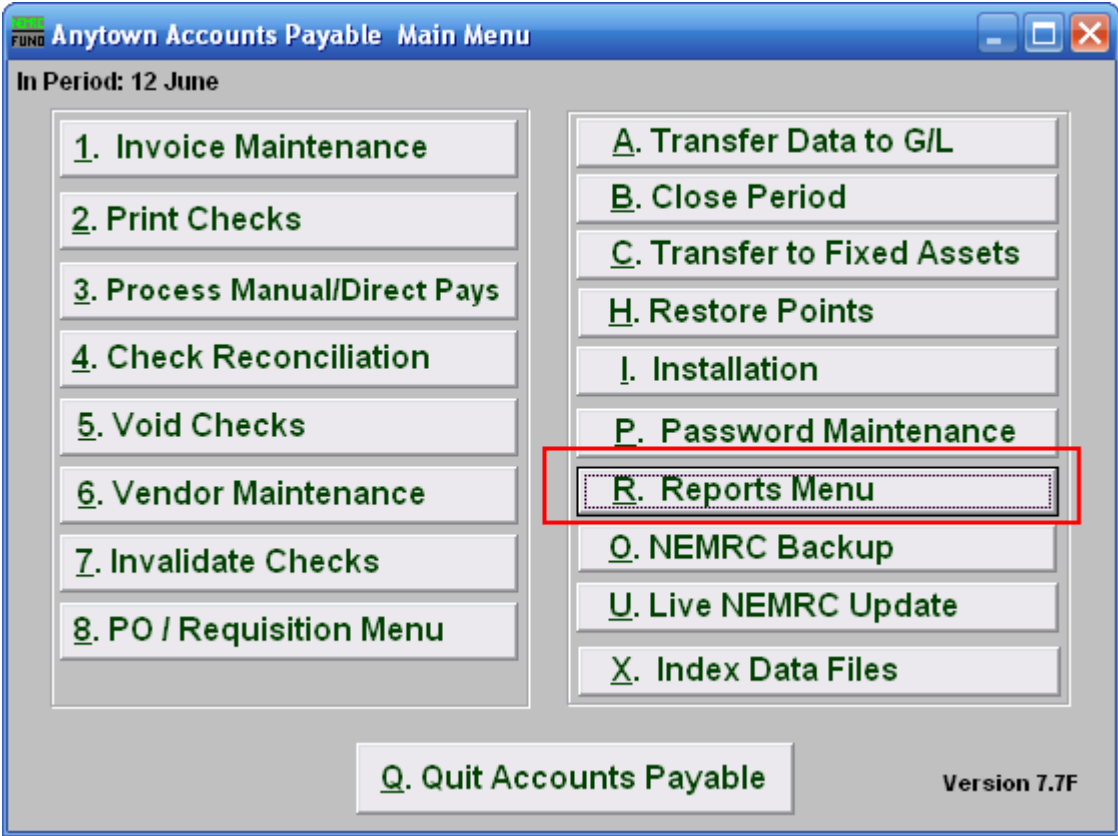 NEMRC
FUND
Anytown Accounts Payable Main Menu
In Period: 12 June
1. Invoice Maintenance
2. Print Checks
3. Process Manual/Direct Pays
4. Check Reconciliation
5. Void Checks
6. Vendor Maintenance
7. Invalidate Checks
8. PO / Requisition Menu
A. Transfer Data to G/L
B. Close Period
C. Transfer to Fixed Assets
H. Restore Points
I. Installation
P. Password Maintenance
R. Reports Menu
O. NEMRC Backup
U. Live NEMRC Update
X. Index Data Files
Q. Quit Accounts Payable
Version 7.7F